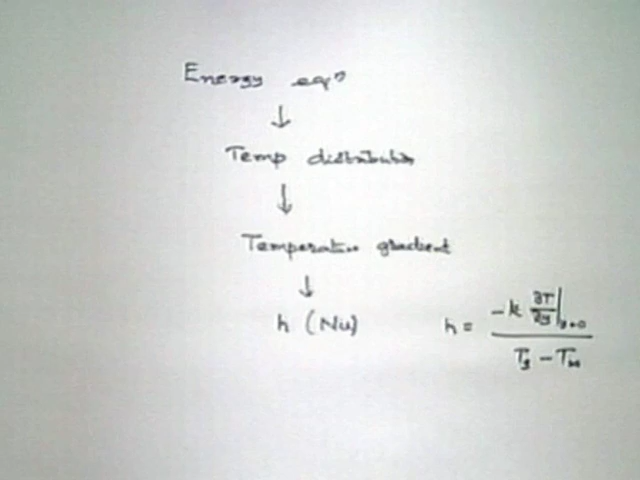 Energy eqⁿ
↓
Temp distribution
↓
Temperature gradient
↓
h (Nu)
h = -k ∂T/∂y|y=0 / Ts - T∞